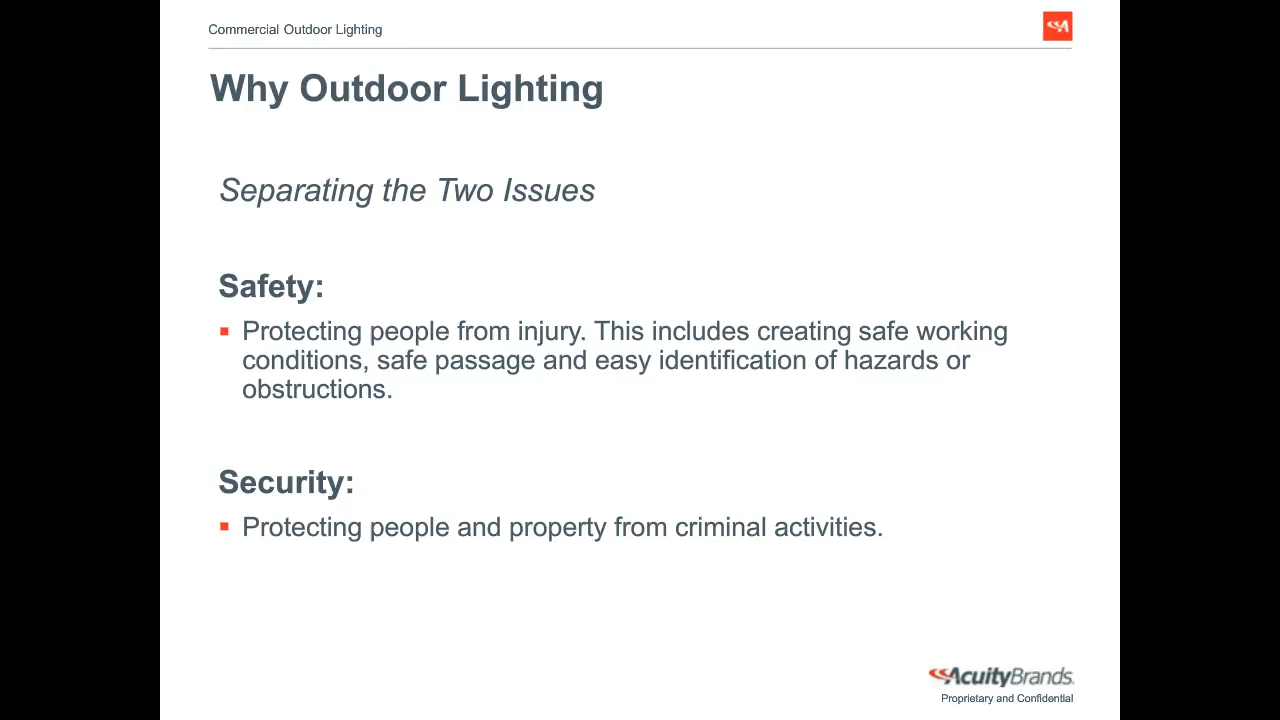 Commercial Outdoor Lighting
Why Outdoor Lighting
Separating the Two Issues
Safety:
Protecting people from injury. This includes creating safe working
conditions, safe passage and easy identification of hazards or
obstructions.
Security:
Protecting people and property from criminal activities.
AcuityBrands.
Proprietary and Confidential